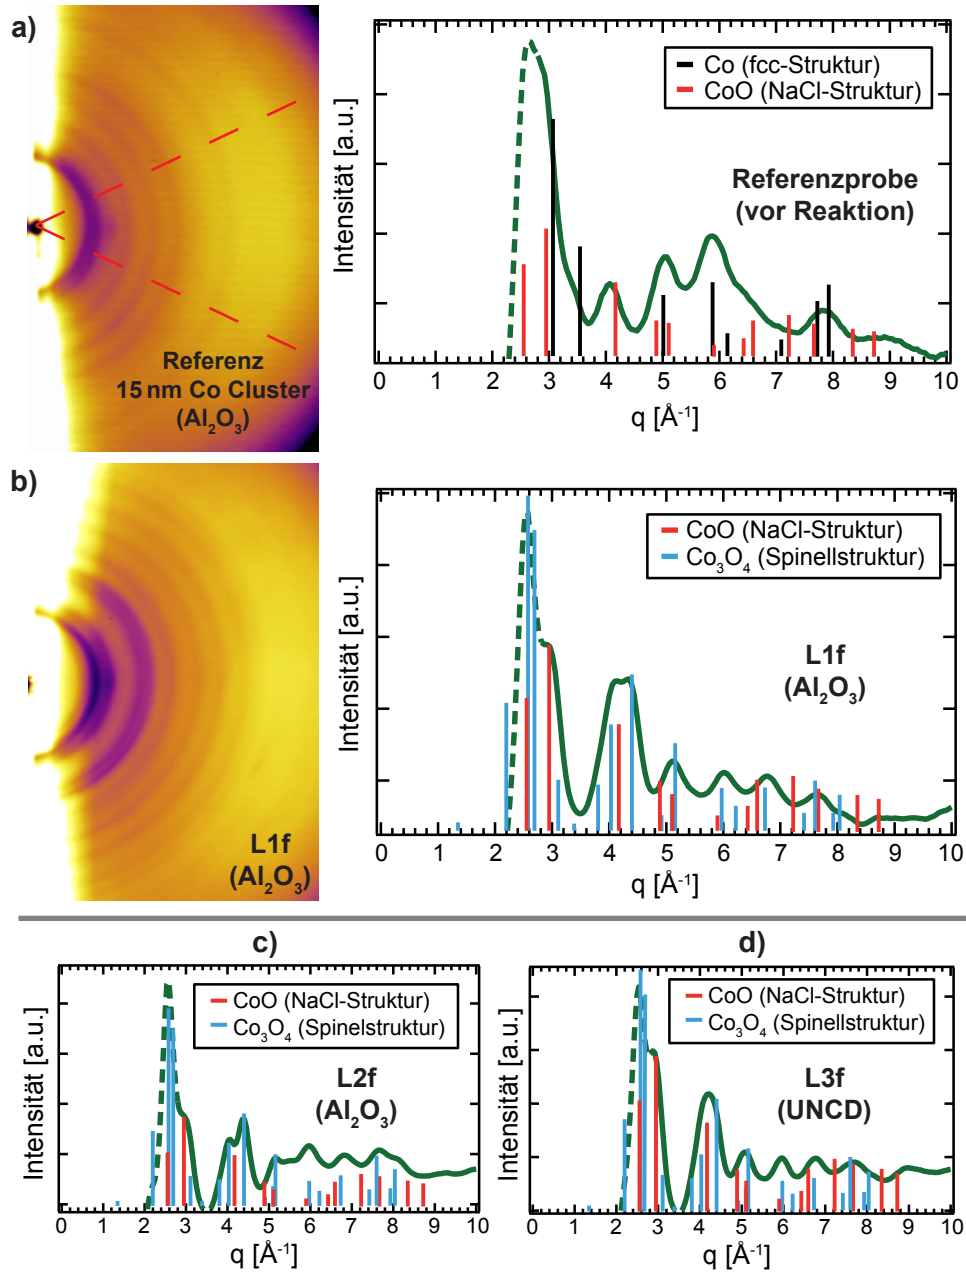 a)
Referenz
15 nm Co Cluster
(Al₂O₃)
Intensität [a.u.]
Co (fcc-Struktur)
CoO (NaCl-Struktur)
Referenzprobe
(vor Reaktion)
0 1 2 3 4 5 6 7 8 9 10
q [Å⁻¹]
b)
L1f
(Al₂O₃)
Intensität [a.u.]
CoO (NaCl-Struktur)
Co₃O₄ (Spinellstruktur)
L1f
(Al₂O₃)
0 1 2 3 4 5 6 7 8 9 10
q [Å⁻¹]
c)
Intensität [a.u.]
CoO (NaCl-Struktur)
Co₃O₄ (Spinelstruktur)
L2f
(Al₂O₃)
0 1 2 3 4 5 6 7 8 9 10
q [Å⁻¹]
d)
Intensität [a.u.]
CoO (NaCl-Struktur)
Co₃O₄ (Spinellstruktur)
L3f
(UNCD)
0 1 2 3 4 5 6 7 8 9 10
q [Å⁻¹]